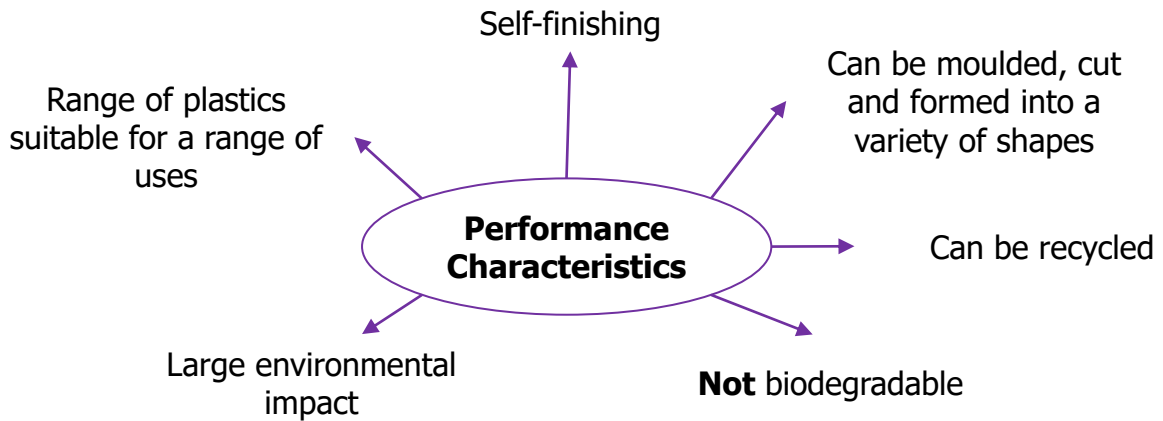 Self-finishing
Can be moulded, cut
and formed into a
variety of shapes
Range of plastics
suitable for a range of
uses
Performance
Characteristics
Can be recycled
Large environmental
impact
Not biodegradable